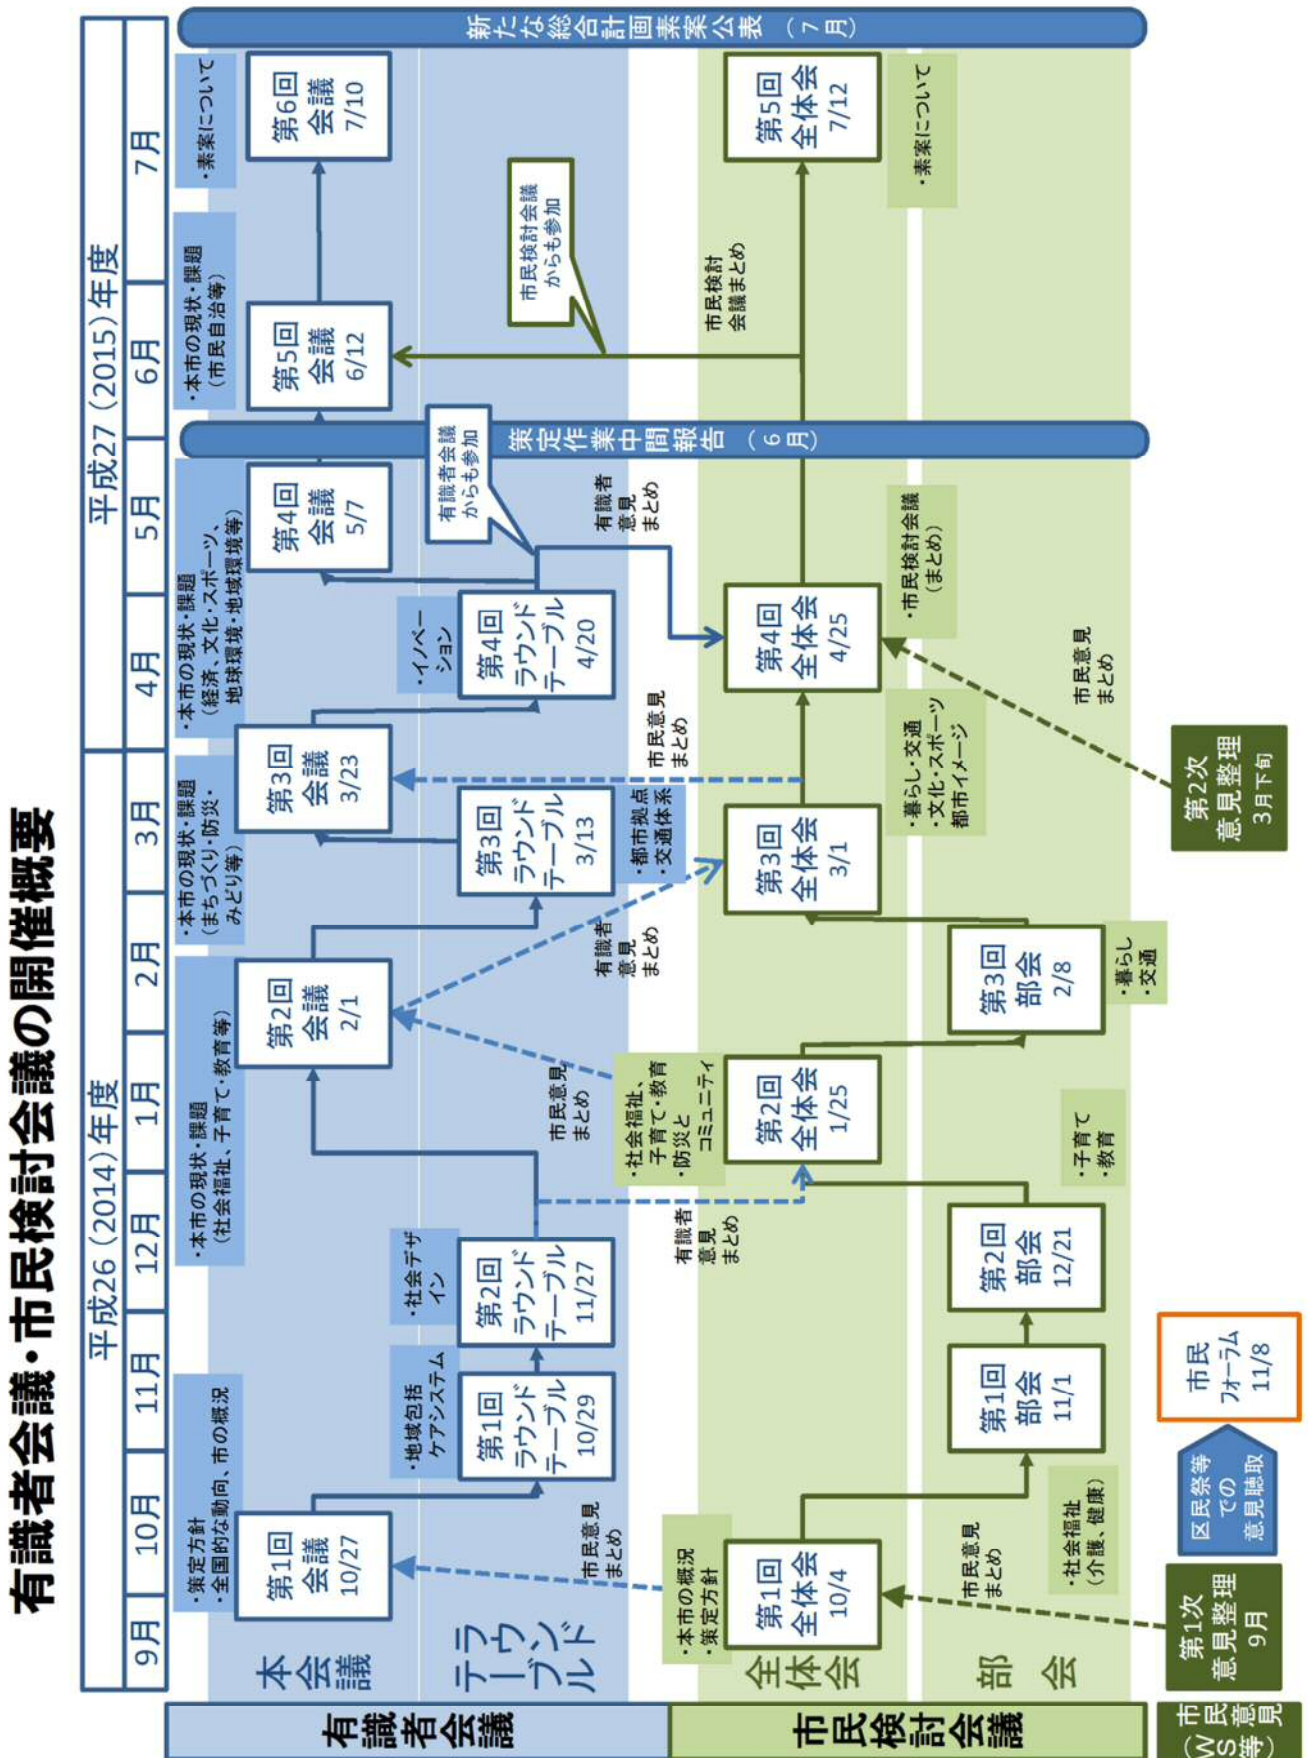 有識者会議・市民検討会議の開催概要
平成26(2014)年度
平成27(2015)年度
9月
10月
11月
12月
1月
2月
3月
4月
5月
6月
7月
有識者会議
本会議
ラウンド
テーブル
・策定方針
・全国的な動向、市の概況
第1回
会議
10/27
・本市の現状・課題
(社会福祉、子育て・教育等)
第2回
会議
2/1
・本市の現状・課題
(まちづくり・防災・
みどり等)
第3回
会議
3/23
・本市の現状・課題
(経済、文化・スポーツ、
地球環境・地域環境等)
第4回
会議
5/7
・本市の現状・課題
(市民自治等)
第5回
会議
6/12
・素案について
第6回
会議
7/10
・地域包括
ケアシステム
第1回
ラウンド
テーブル
10/29
・社会デザ
イン
第2回
ラウンド
テーブル
11/27
第3回
ラウンド
テーブル
3/13
・都市拠点
・交通体系
・イノベー
ション
第4回
ラウンド
テーブル
4/20
有識者会議
からも参加
市民検討会議
からも参加
策定作業中間報告 (6月)
新たな総合計画素案公表 (7月)
市民意見
まとめ
有識者
意見
まとめ
市民意見
まとめ
有識者
意見
まとめ
市民意見
まとめ
有識者
意見
まとめ
市民検討
会議まとめ
市民検討会議
全体会
部会
・本市の概況
・策定方針
第1回
全体会
10/4
・社会福祉、
子育て・教育
・防災と
コミュニティ
第2回
全体会
1/25
第3回
全体会
3/1
・暮らし・交通
・文化・スポーツ
都市イメージ
第4回
全体会
4/25
・市民検討会議
(まとめ)
第5回
全体会
7/12
・素案について
市民意見
まとめ
・社会福祉
(介護、健康)
第1回
部会
11/1
第2回
部会
12/21
・子育て
・教育
第3回
部会
2/8
・暮らし
・交通
市民意見
まとめ
市民意見
(WS等)
第1次
意見整理
9月
区民祭等
での
意見聴取
市民
フォーラム
11/8
第2次
意見整理
3月下旬